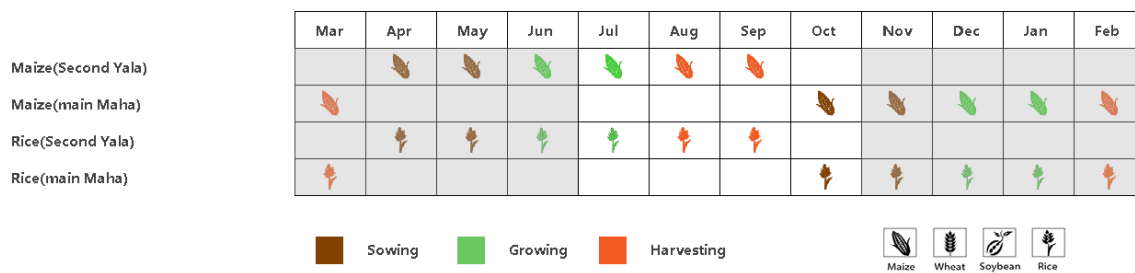 Mar Apr May Jun Jul Aug Sep Oct Nov Dec Jan Feb
Maize(Second Yala)
Maize(main Maha)
Rice(Second Yala)
Rice(main Maha)
Sowing Growing Harvesting
Maize Wheat Soybean Rice